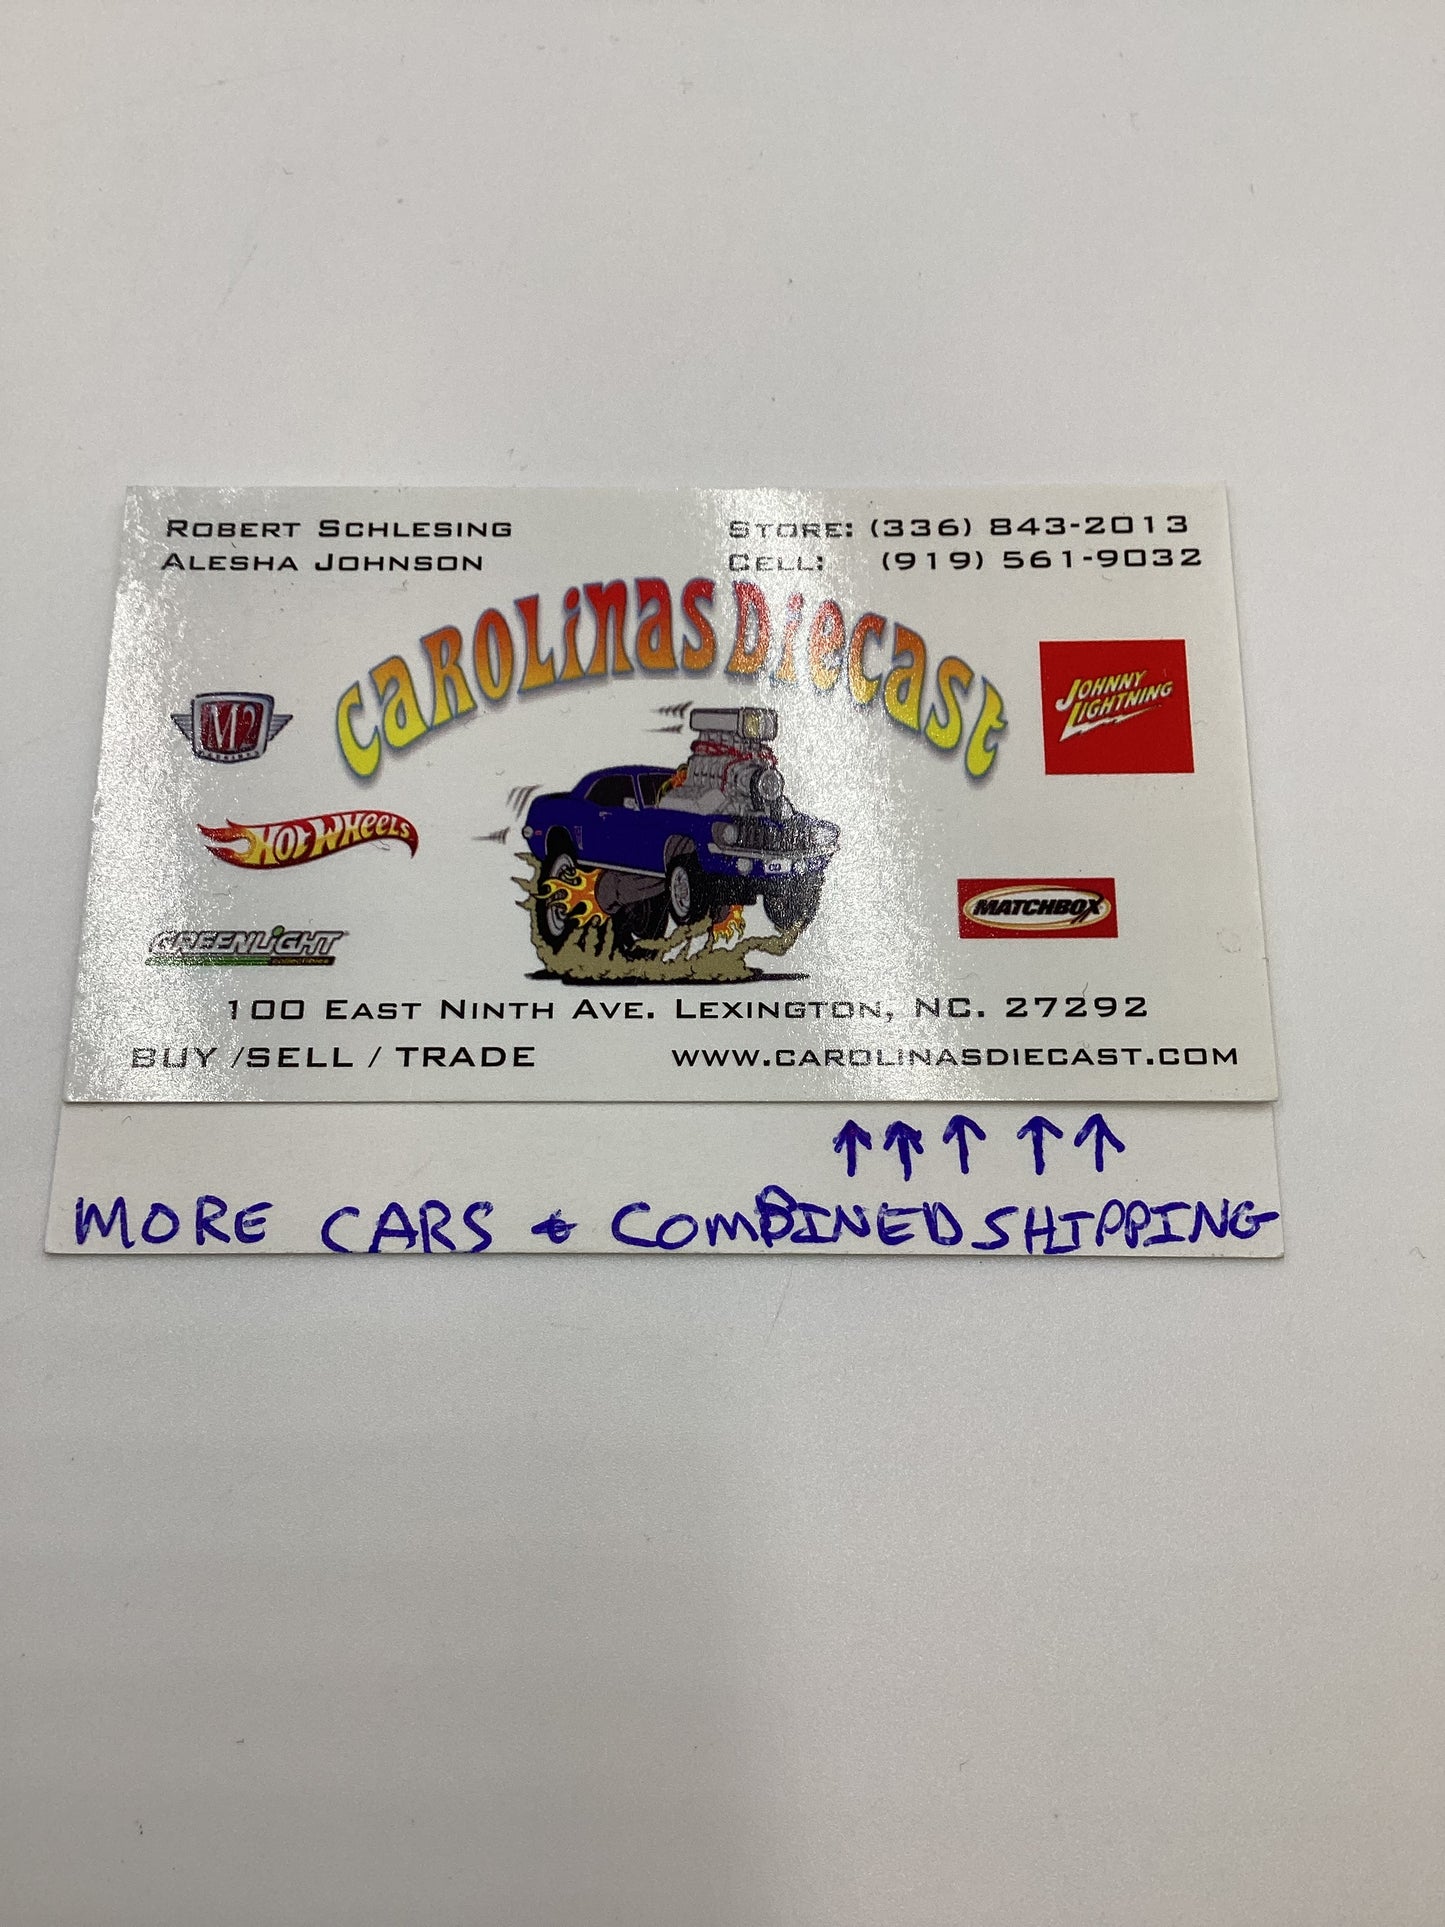 ROBERT SCHLESING
ALESHA JOHNSON
STORE: (336) 843-2013
CELL: (919) 561-9032
CAROLINAS DIECAST
M2
JOHNNY LIGHTNING
HOT WHEELS
MATCHBOX
GREENLIGHT
collectibles
100 EAST NINTH AVE. LEXINGTON, NC. 27292
BUY /SELL / TRADE
WWW.CAROLINASDIECAST.COM
↑ ↑ ↑ ↑ ↑
MORE CARS & COMBINED SHIPPING